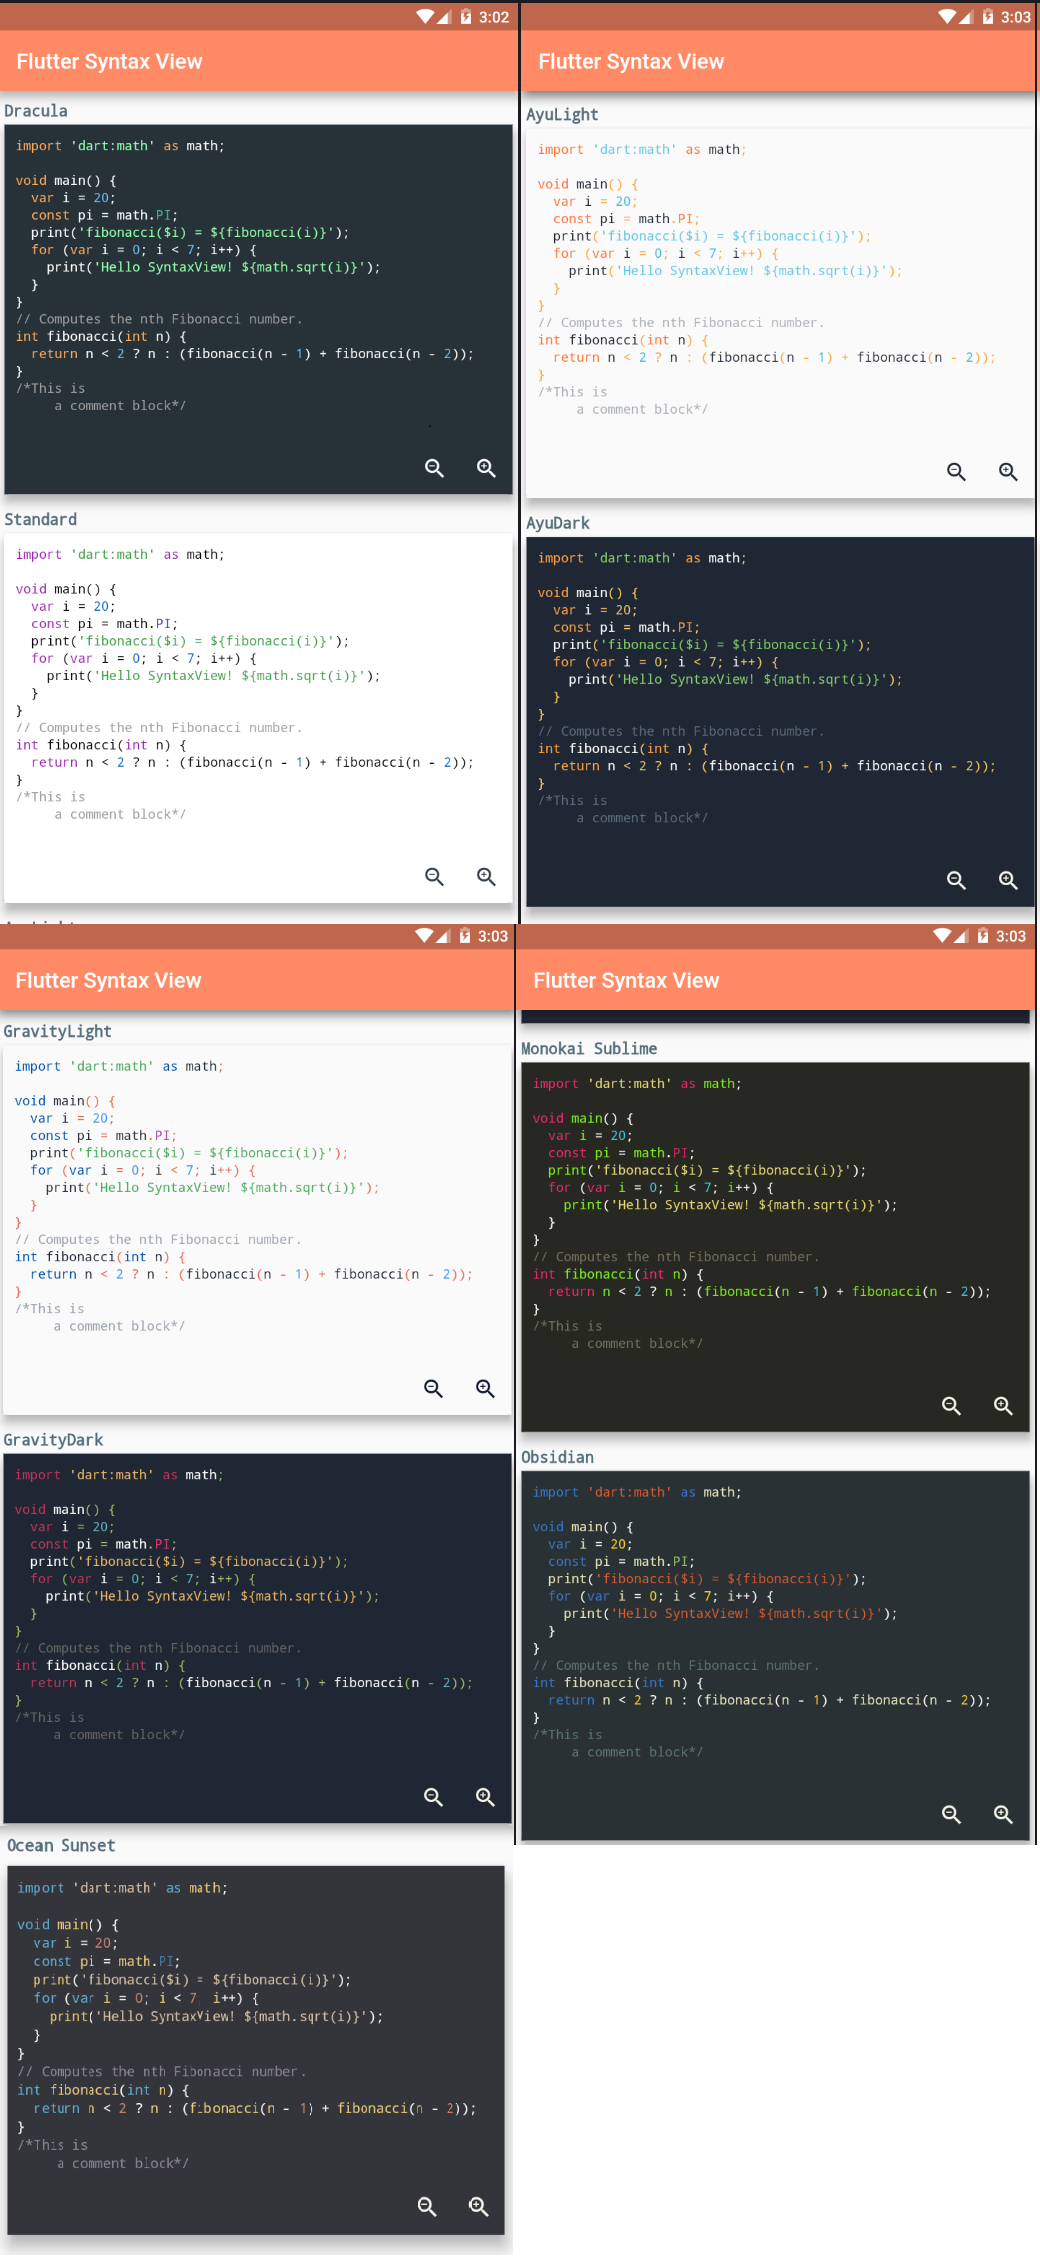 3:02
Flutter Syntax View
Dracula
import 'dart:math' as math;
void main() {
  var i = 20;
  const pi = math.PI;
  print('fibonacci($i) = ${fibonacci(i)}');
  for (var i = 0; i < 7; i++) {
    print('Hello SyntaxView! ${math.sqrt(i)}');
  }
}
// Computes the nth Fibonacci number.
int fibonacci(int n) {
  return n < 2 ? n : (fibonacci(n - 1) + fibonacci(n - 2));
}
/*This is
     a comment block*/
Standard
import 'dart:math' as math;
void main() {
  var i = 20;
  const pi = math.PI;
  print('fibonacci($i) = ${fibonacci(i)}');
  for (var i = 0; i < 7; i++) {
    print('Hello SyntaxView! ${math.sqrt(i)}');
  }
}
// Computes the nth Fibonacci number.
int fibonacci(int n) {
  return n < 2 ? n : (fibonacci(n - 1) + fibonacci(n - 2));
}
/*This is
     a comment block*/
3:03
Flutter Syntax View
AyuLight
import 'dart:math' as math;
void main() {
  var i = 20;
  const pi = math.PI;
  print('fibonacci($i) = ${fibonacci(i)}');
  for (var i = 0; i < 7; i++) {
    print('Hello SyntaxView! ${math.sqrt(i)}');
  }
}
// Computes the nth Fibonacci number.
int fibonacci(int n) {
  return n < 2 ? n : (fibonacci(n - 1) + fibonacci(n - 2));
}
/*This is
     a comment block*/
AyuDark
import 'dart:math' as math;
void main() {
  var i = 20;
  const pi = math.PI;
  print('fibonacci($i) = ${fibonacci(i)}');
  for (var i = 0; i < 7; i++) {
    print('Hello SyntaxView! ${math.sqrt(i)}');
  }
}
// Computes the nth Fibonacci number.
int fibonacci(int n) {
  return n < 2 ? n : (fibonacci(n - 1) + fibonacci(n - 2));
}
/*This is
     a comment block*/
3:03
Flutter Syntax View
GravityLight
import 'dart:math' as math;
void main() {
  var i = 20;
  const pi = math.PI;
  print('fibonacci($i) = ${fibonacci(i)}');
  for (var i = 0; i < 7; i++) {
    print('Hello SyntaxView! ${math.sqrt(i)}');
  }
}
// Computes the nth Fibonacci number.
int fibonacci(int n) {
  return n < 2 ? n : (fibonacci(n - 1) + fibonacci(n - 2));
}
/*This is
     a comment block*/
GravityDark
import 'dart:math' as math;
void main() {
  var i = 20;
  const pi = math.PI;
  print('fibonacci($i) = ${fibonacci(i)}');
  for (var i = 0; i < 7; i++) {
    print('Hello SyntaxView! ${math.sqrt(i)}');
  }
}
// Computes the nth Fibonacci number.
int fibonacci(int n) {
  return n < 2 ? n : (fibonacci(n - 1) + fibonacci(n - 2));
}
/*This is
     a comment block*/
3:03
Flutter Syntax View
Monokai Sublime
import 'dart:math' as math;
void main() {
  var i = 20;
  const pi = math.PI;
  print('fibonacci($i) = ${fibonacci(i)}');
  for (var i = 0; i < 7; i++) {
    print('Hello SyntaxView! ${math.sqrt(i)}');
  }
}
// Computes the nth Fibonacci number.
int fibonacci(int n) {
  return n < 2 ? n : (fibonacci(n - 1) + fibonacci(n - 2));
}
/*This is
     a comment block*/
Obsidian
import 'dart:math' as math;
void main() {
  var i = 20;
  const pi = math.PI;
  print('fibonacci($i) = ${fibonacci(i)}');
  for (var i = 0; i < 7; i++) {
    print('Hello SyntaxView! ${math.sqrt(i)}');
  }
}
// Computes the nth Fibonacci number.
int fibonacci(int n) {
  return n < 2 ? n : (fibonacci(n - 1) + fibonacci(n - 2));
}
/*This is
     a comment block*/
Ocean Sunset
import 'dart:math' as math;
void main() {
  var i = 20;
  const pi = math.PI;
  print('fibonacci($i) = ${fibonacci(i)}');
  for (var i = 0; i < 7; i++) {
    print('Hello SyntaxView! ${math.sqrt(i)}');
  }
}
// Computes the nth Fibonacci number.
int fibonacci(int n) {
  return n < 2 ? n : (fibonacci(n - 1) + fibonacci(n - 2));
}
/*This is
     a comment block*/